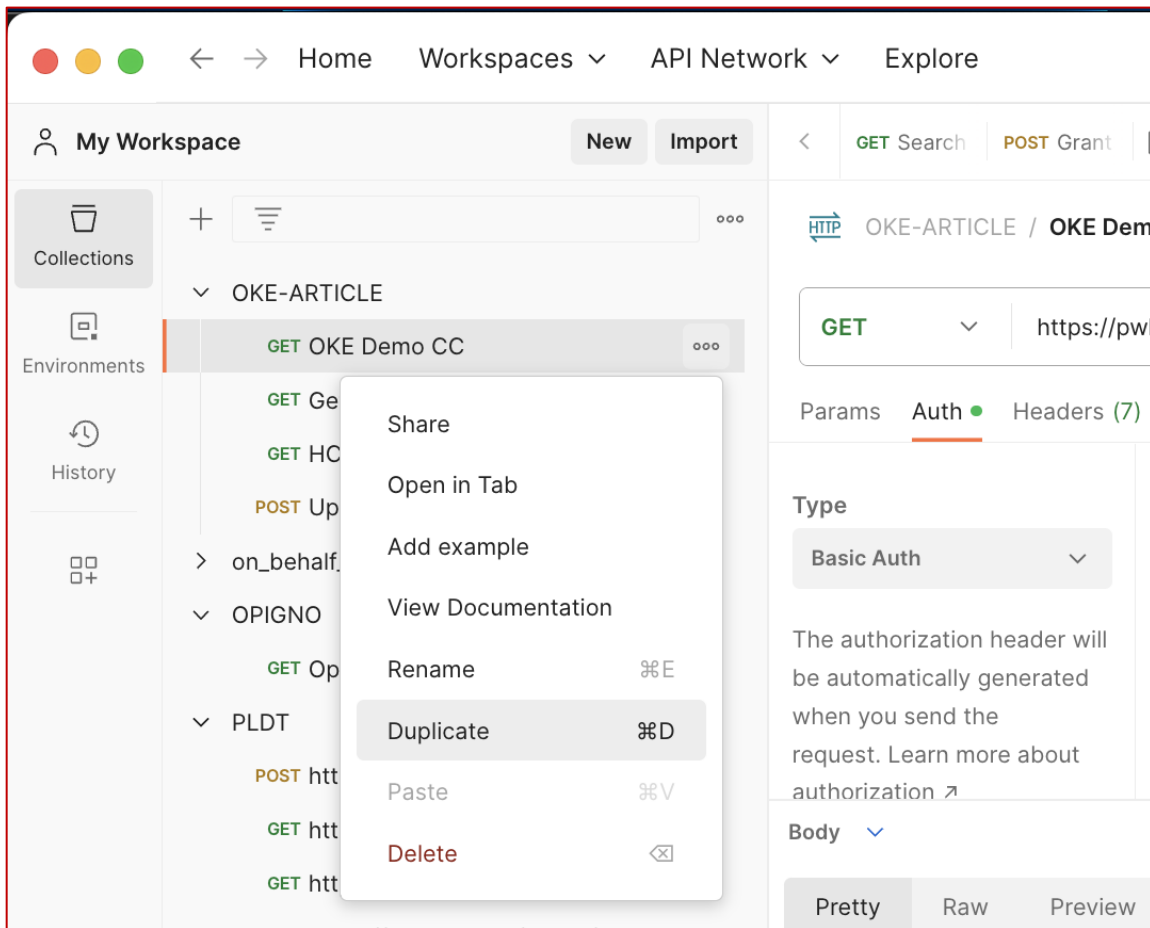 Home Workspaces API Network Explore
My Workspace New Import
GET Search POST Grant
Collections
HTTP OKE-ARTICLE / OKE Dem
OKE-ARTICLE
GET OKE Demo CC
GET https://pw
Environments
GET Ge
Params Auth Headers (7)
Share
GET HO
History
Open in Tab
POST Up
Type
Add example
Basic Auth
on_behalf_
View Documentation
OPIGNO
The authorization header will
be automatically generated
when you send the
request. Learn more about
authorization ↗
GET Op
Rename ⌘E
PLDT
Duplicate ⌘D
POST htt
Paste ⌘V
GET htt
Body
Delete
GET htt
Pretty Raw Preview